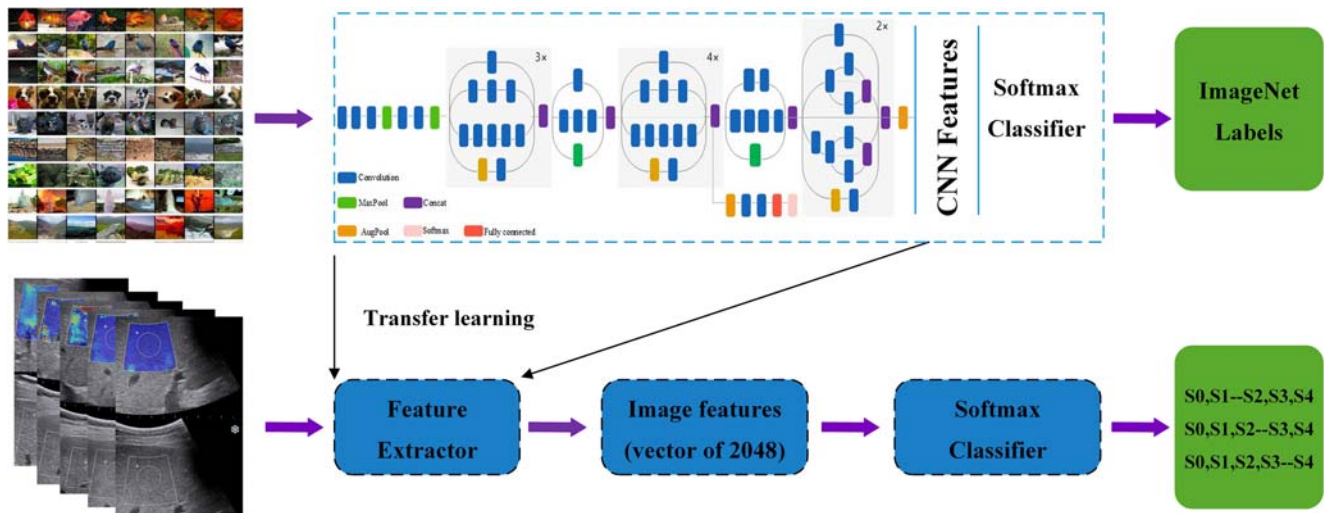 3×
4×
2×
CNN Features
Softmax
Classifier
ImageNet
Labels
Convolution
MaxPool
Concat
AugPool
Softmax
Fully connected
Transfer learning
Feature
Extractor
Image features
(vector of 2048)
Softmax
Classifier
S0,S1--S2,S3,S4
S0,S1,S2--S3,S4
S0,S1,S2,S3--S4